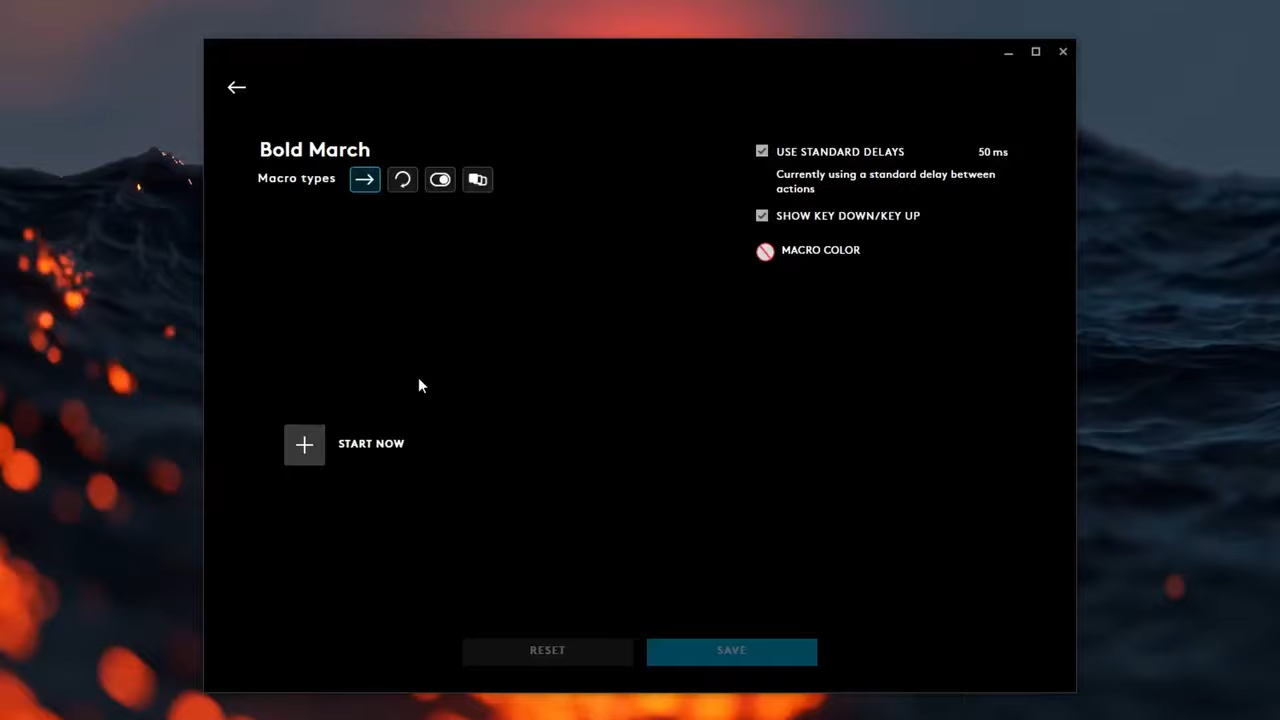 Bold March
Macro types
USE STANDARD DELAYS 50 ms
Currently using a standard delay between
actions
SHOW KEY DOWN/KEY UP
MACRO COLOR
START NOW
RESET SAVE